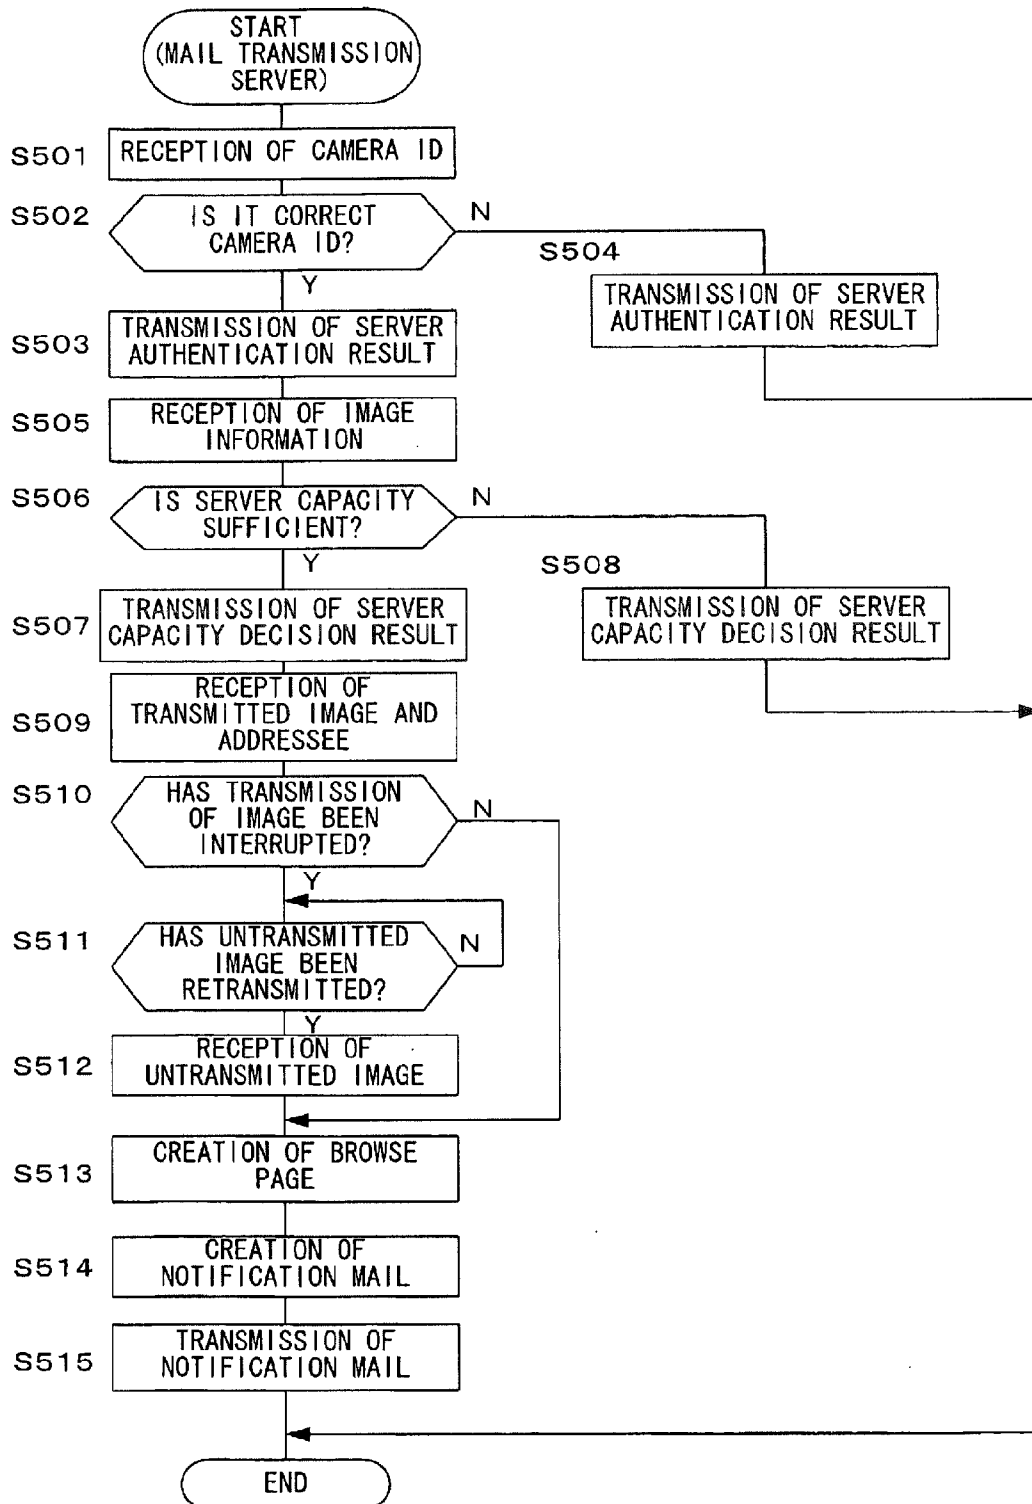 START
(MAIL TRANSMISSION
SERVER)
S501
RECEPTION OF CAMERA ID
S502
IS IT CORRECT
CAMERA ID?
N
Y
S504
TRANSMISSION OF SERVER
AUTHENTICATION RESULT
S503
TRANSMISSION OF SERVER
AUTHENTICATION RESULT
S505
RECEPTION OF IMAGE
INFORMATION
S506
IS SERVER CAPACITY
SUFFICIENT?
N
Y
S508
TRANSMISSION OF SERVER
CAPACITY DECISION RESULT
S507
TRANSMISSION OF SERVER
CAPACITY DECISION RESULT
S509
RECEPTION OF
TRANSMITTED IMAGE AND
ADDRESSEE
S510
HAS TRANSMISSION
OF IMAGE BEEN
INTERRUPTED?
N
Y
S511
HAS UNTRANSMITTED
IMAGE BEEN
RETRANSMITTED?
N
Y
S512
RECEPTION OF
UNTRANSMITTED IMAGE
S513
CREATION OF BROWSE
PAGE
S514
CREATION OF
NOTIFICATION MAIL
S515
TRANSMISSION OF
NOTIFICATION MAIL
END